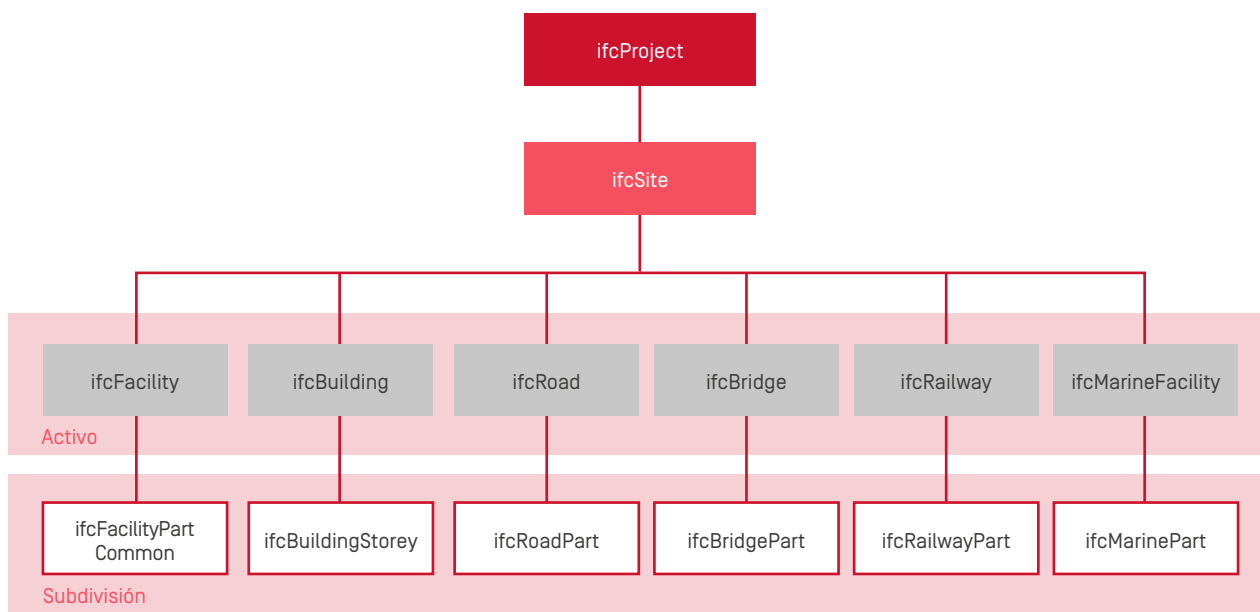 ifcProject
ifcSite
ifcFacility
ifcBuilding
ifcRoad
ifcBridge
ifcRailway
ifcMarineFacility
Activo
ifcFacilityPart
Common
ifcBuildingStorey
ifcRoadPart
ifcBridgePart
ifcRailwayPart
ifcMarinePart
Subdivisión